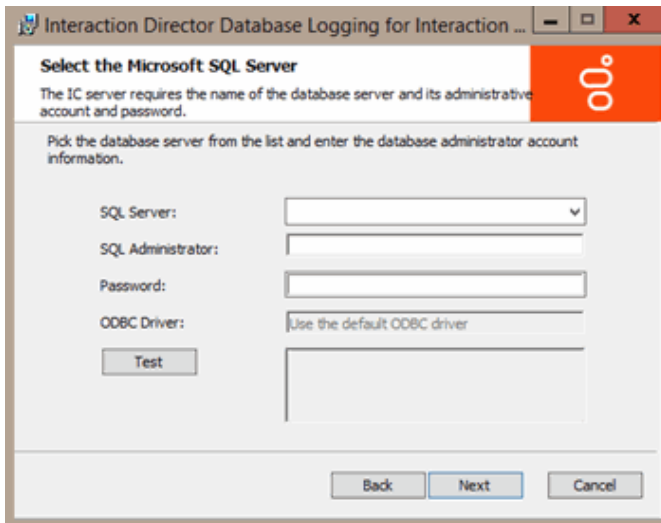 Interaction Director Database Logging for Interaction ...
Select the Microsoft SQL Server
The IC server requires the name of the database server and its administrative
account and password.
Pick the database server from the list and enter the database administrator account
information.
SQL Server:
SQL Administrator:
Password:
ODBC Driver: Use the default ODBC driver
Test
Back Next Cancel